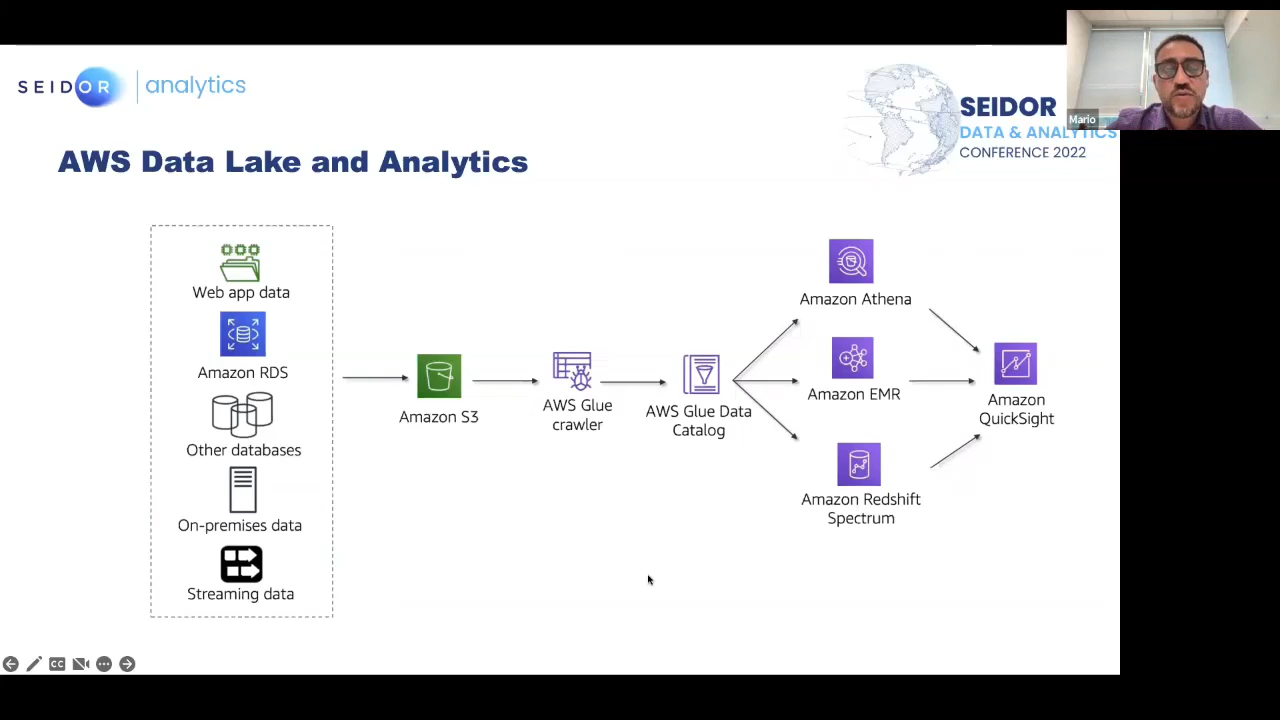 SEIDOR analytics
SEIDOR
DATA & ANALYTICS
CONFERENCE 2022
Mario
AWS Data Lake and Analytics
Web app data
Amazon RDS
Other databases
On-premises data
Streaming data
Amazon S3
AWS Glue
crawler
AWS Glue Data
Catalog
Amazon Athena
Amazon EMR
Amazon Redshift
Spectrum
Amazon
QuickSight
CC